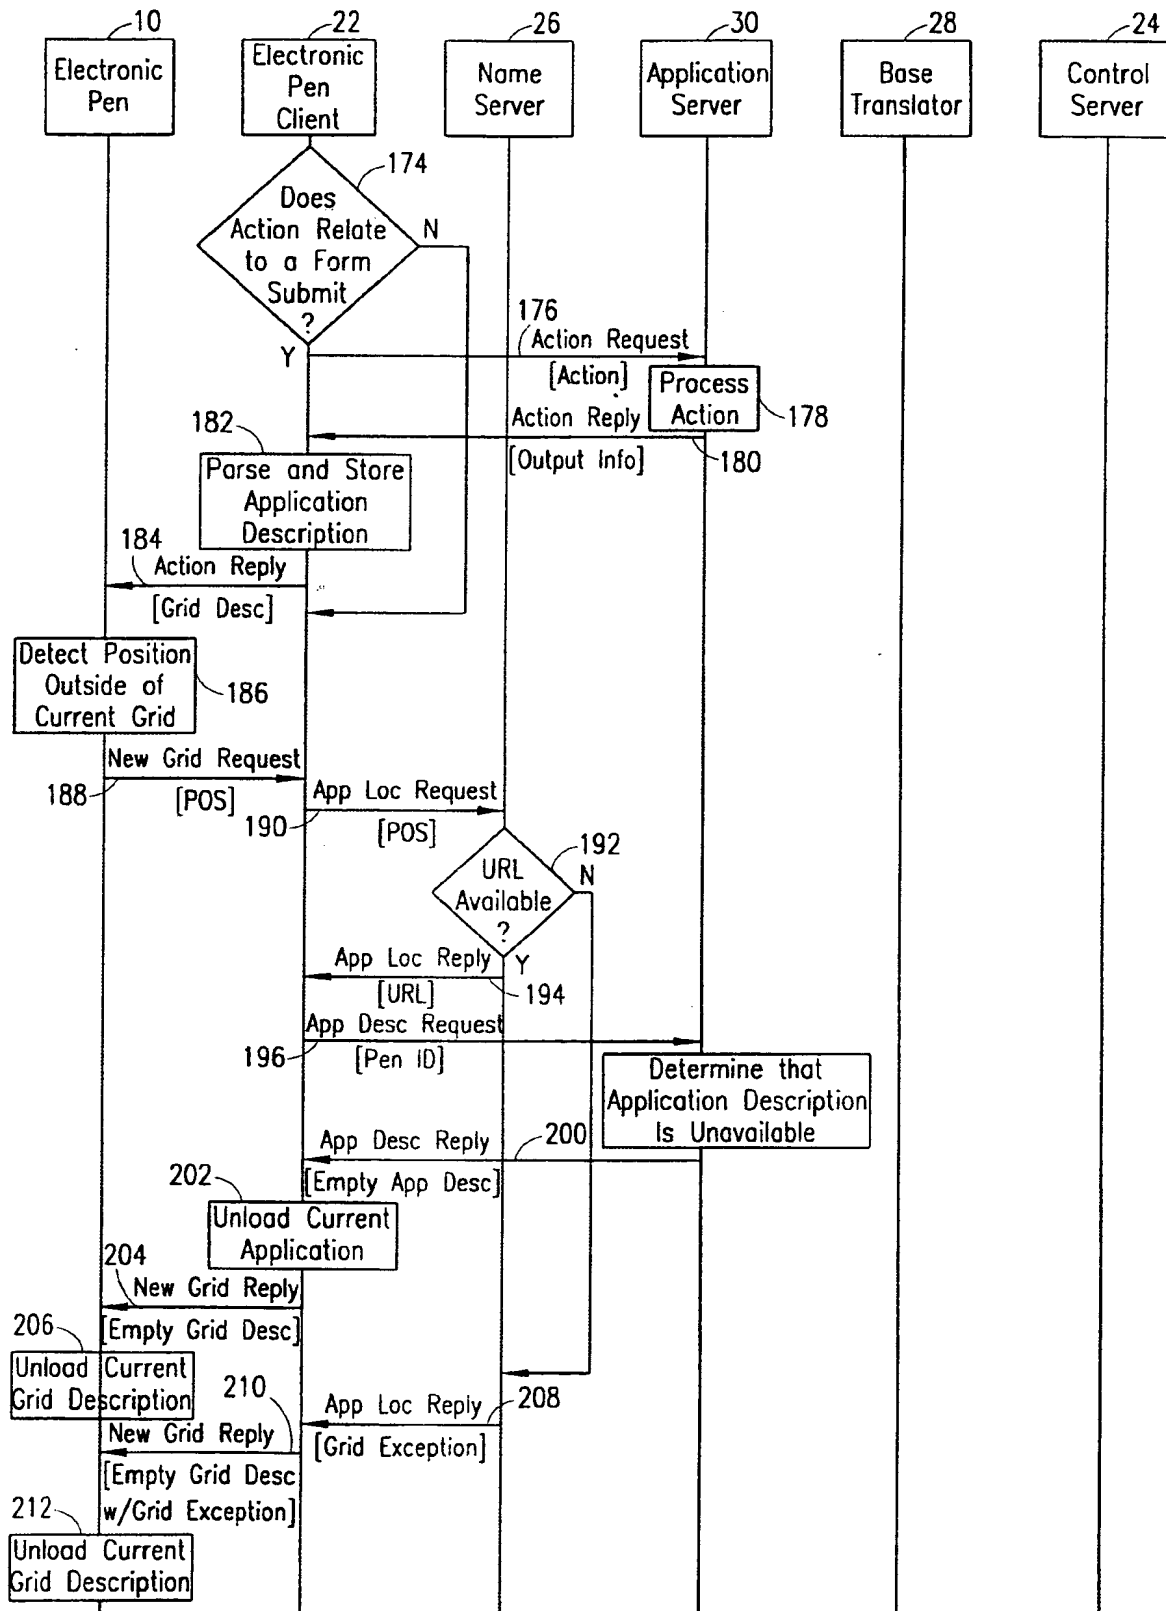 10
22
26
30
28
24
Electronic
Pen
Electronic
Pen
Client
Name
Server
Application
Server
Base
Translator
Control
Server
174
Does
Action Relate
to a Form
Submit
?
N
Y
176
Action Request
[Action]
Process
Action
178
Action Reply
[Output Info]
180
182
Parse and Store
Application
Description
184
Action Reply
[Grid Desc]
Detect Position
Outside of
Current Grid
186
New Grid Request
188
[POS]
App Loc Request
190
[POS]
192
URL
Available
?
N
Y
App Loc Reply
[URL]
194
App Desc Request
196
[Pen ID]
Determine that
Application Description
Is Unavailable
App Desc Reply
200
[Empty App Desc]
202
Unload Current
Application
204
New Grid Reply
[Empty Grid Desc]
206
Unload Current
Grid Description
App Loc Reply
208
[Grid Exception]
210
New Grid Reply
[Empty Grid Desc
w/Grid Exception]
212
Unload Current
Grid Description